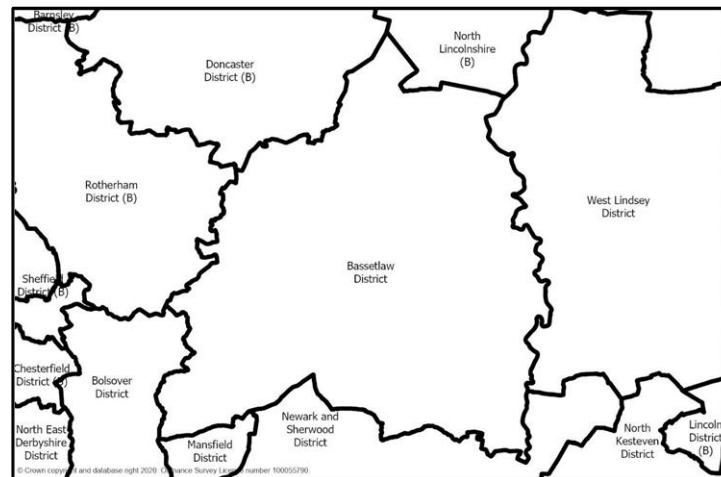 Barnsley
District (B)
Doncaster
District (B)
North
Lincolnshire
(B)
Rotherham
District (B)
West Lindsey
District
Bassetlaw
District
Sheffield
District (B)
Chesterfield
District (B)
Bolsover
District
North East
Derbyshire
District
Mansfield
District
Newark and
Sherwood
District
North
Kesteven
District
Lincoln
District
(B)
© Crown copyright and database right 2020. Ordnance Survey Licence number 100055790.